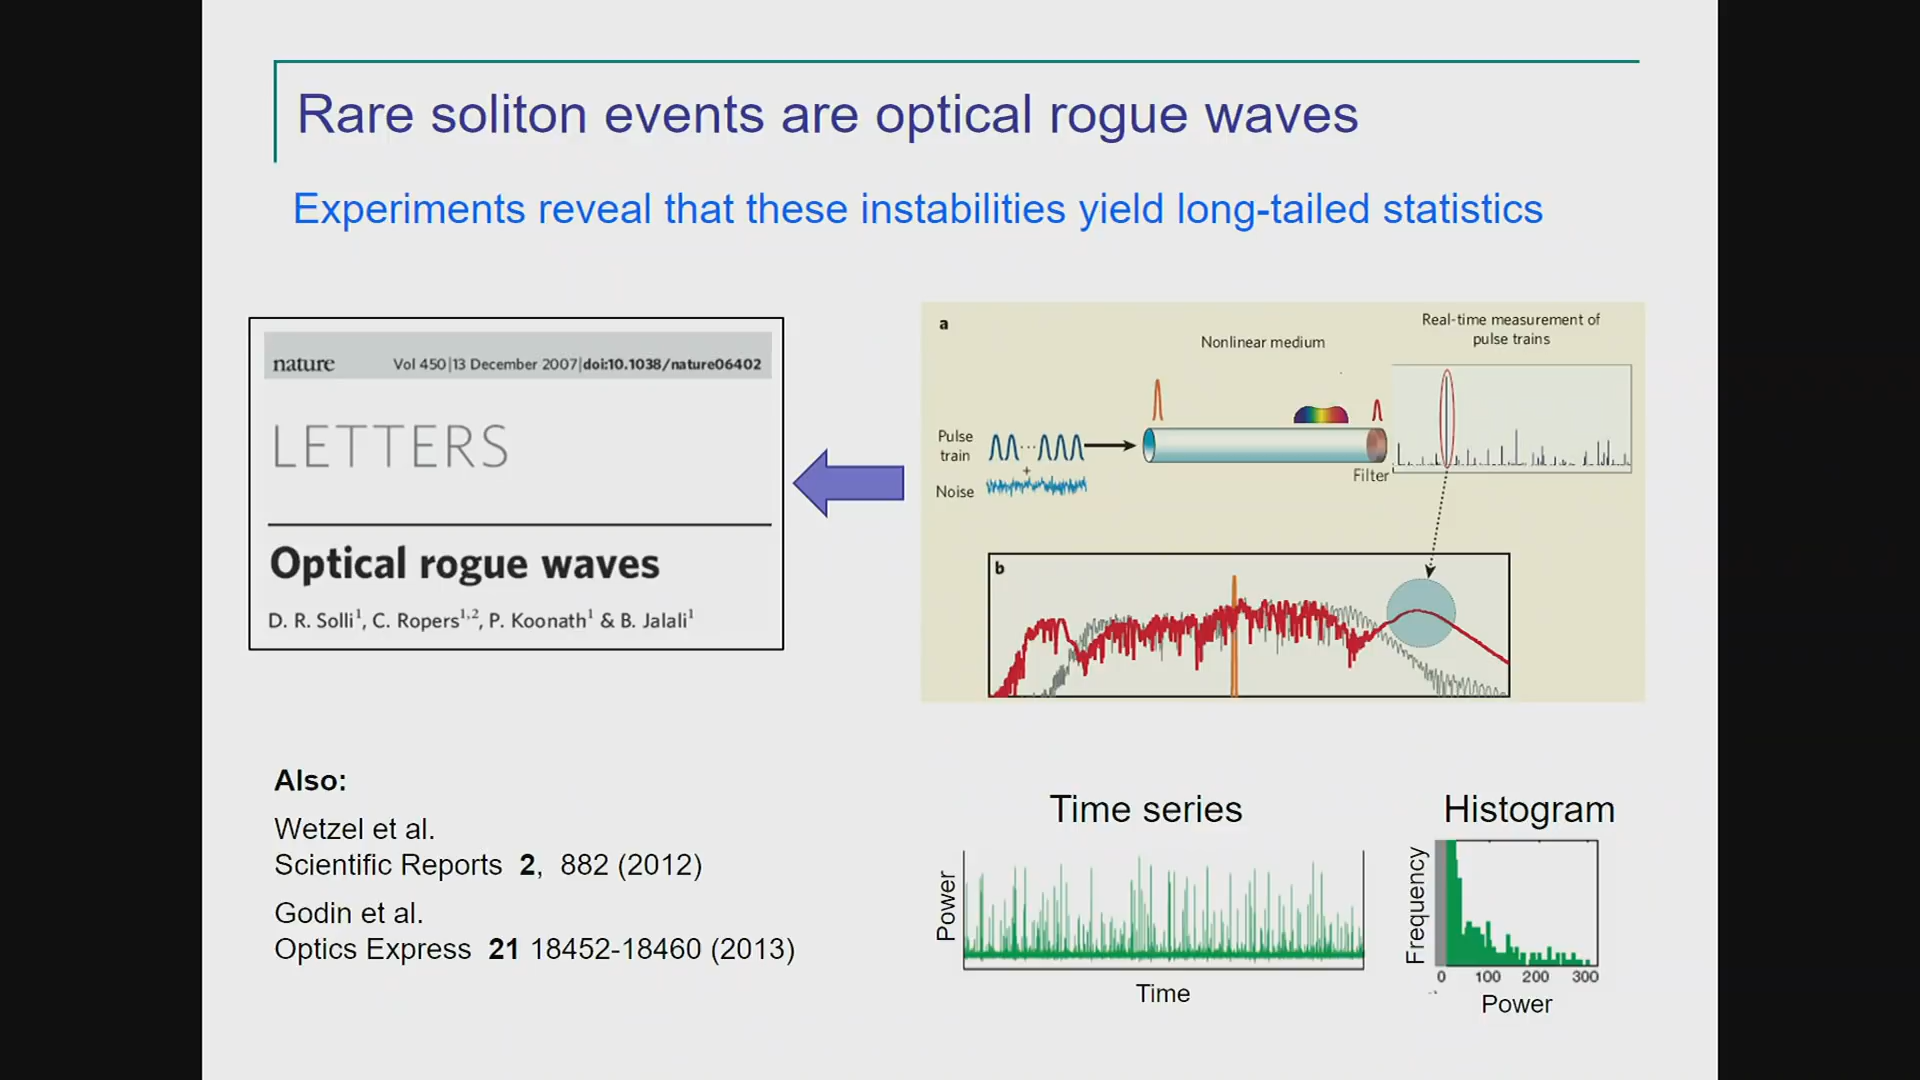 Rare soliton events are optical rogue waves
Experiments reveal that these instabilities yield long-tailed statistics
nature Vol 450|13 December 2007|doi:10.1038/nature06402
LETTERS
Optical rogue waves
D. R. Solli1, C. Ropers1,2, P. Koonath1 & B. Jalali1
a
Nonlinear medium
Real-time measurement of
pulse trains
Pulse
train
+
Noise
Filter
b
Also:
Wetzel et al.
Scientific Reports 2, 882 (2012)
Godin et al.
Optics Express 21 18452-18460 (2013)
Time series
Power
Time
Histogram
Frequency
0 100 200 300
Power